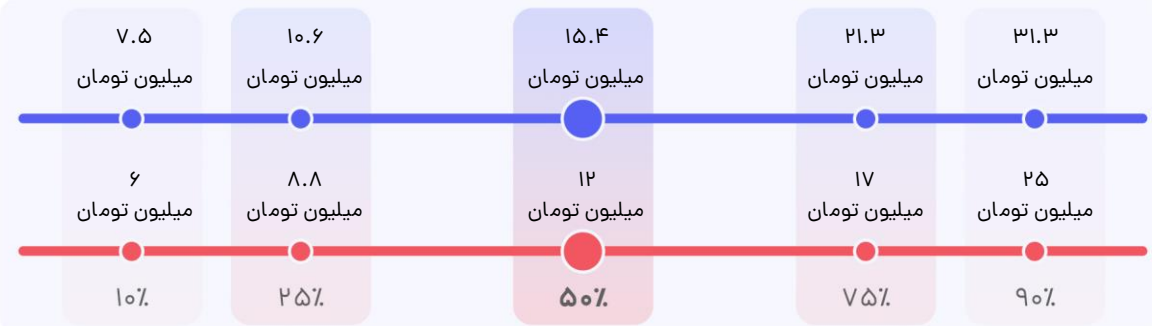 ۷.۵ ۱۰.۶ ۱۵.۴ ۲۱.۳ ۳۱.۳
میلیون تومان میلیون تومان میلیون تومان میلیون تومان میلیون تومان
۶ ۸.۸ ۱۲ ۱۷ ۲۵
میلیون تومان میلیون تومان میلیون تومان میلیون تومان میلیون تومان
۱۰٪ ۲۵٪ ۵۰٪ ۷۵٪ ۹۰٪